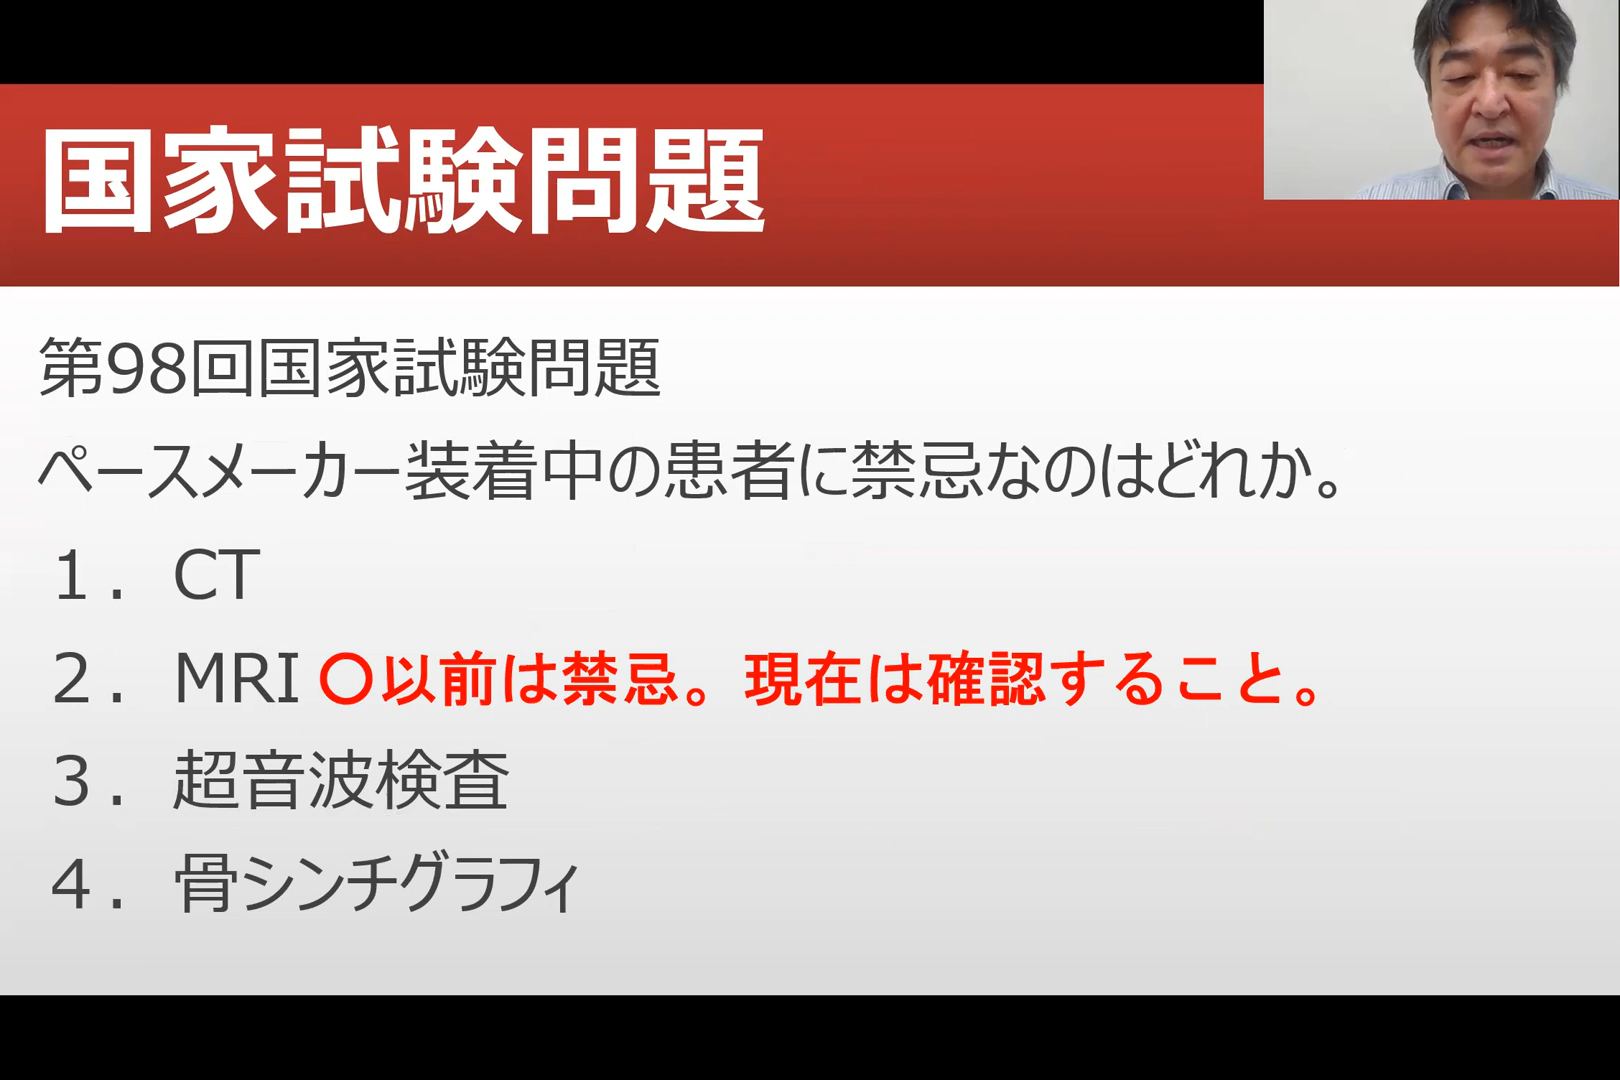 国家試験問題
第98回国家試験問題
ペースメーカー装着中の患者に禁忌なのはどれか。
１．CT
２．MRI 〇以前は禁忌。現在は確認すること。
３．超音波検査
４．骨シンチグラフィ